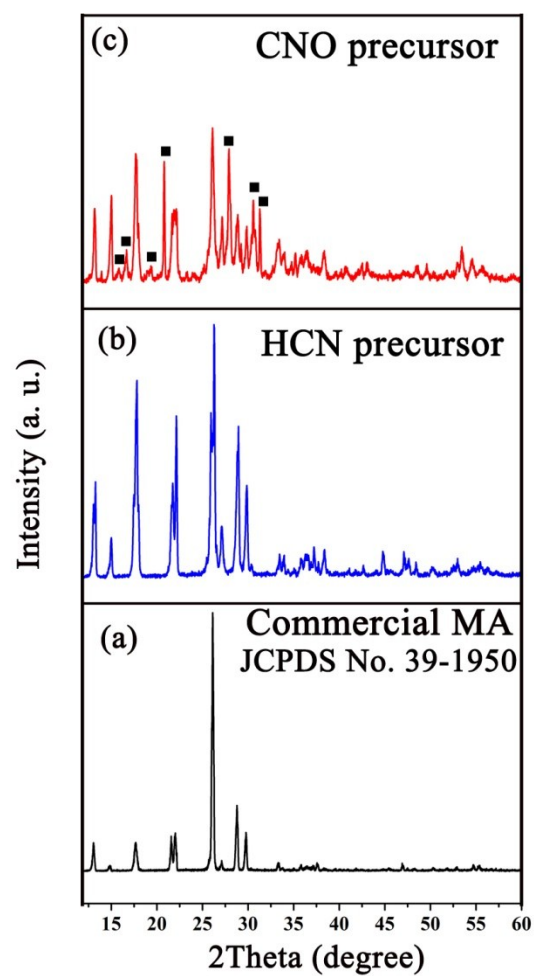 (c)
CNO precursor
(b)
HCN precursor
(a)
Commercial MA
JCPDS No. 39-1950
Intensity (a. u.)
15 20 25 30 35 40 45 50 55 60
2Theta (degree)